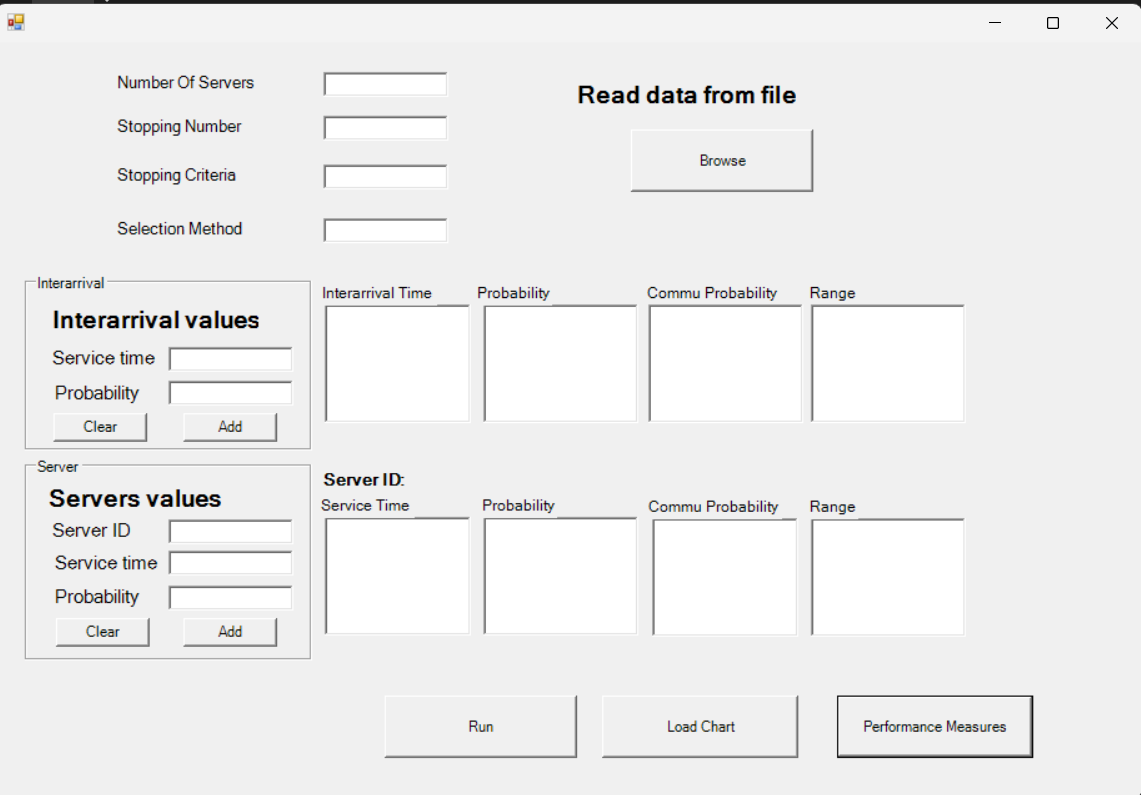 Number Of Servers
Stopping Number
Stopping Criteria
Selection Method
Read data from file
Browse
Interarrival
Interarrival values
Service time
Probability
Clear
Add
Interarrival Time
Probability
Commu Probability
Range
Server
Servers values
Server ID
Service time
Probability
Clear
Add
Server ID:
Service Time
Probability
Commu Probability
Range
Run
Load Chart
Performance Measures